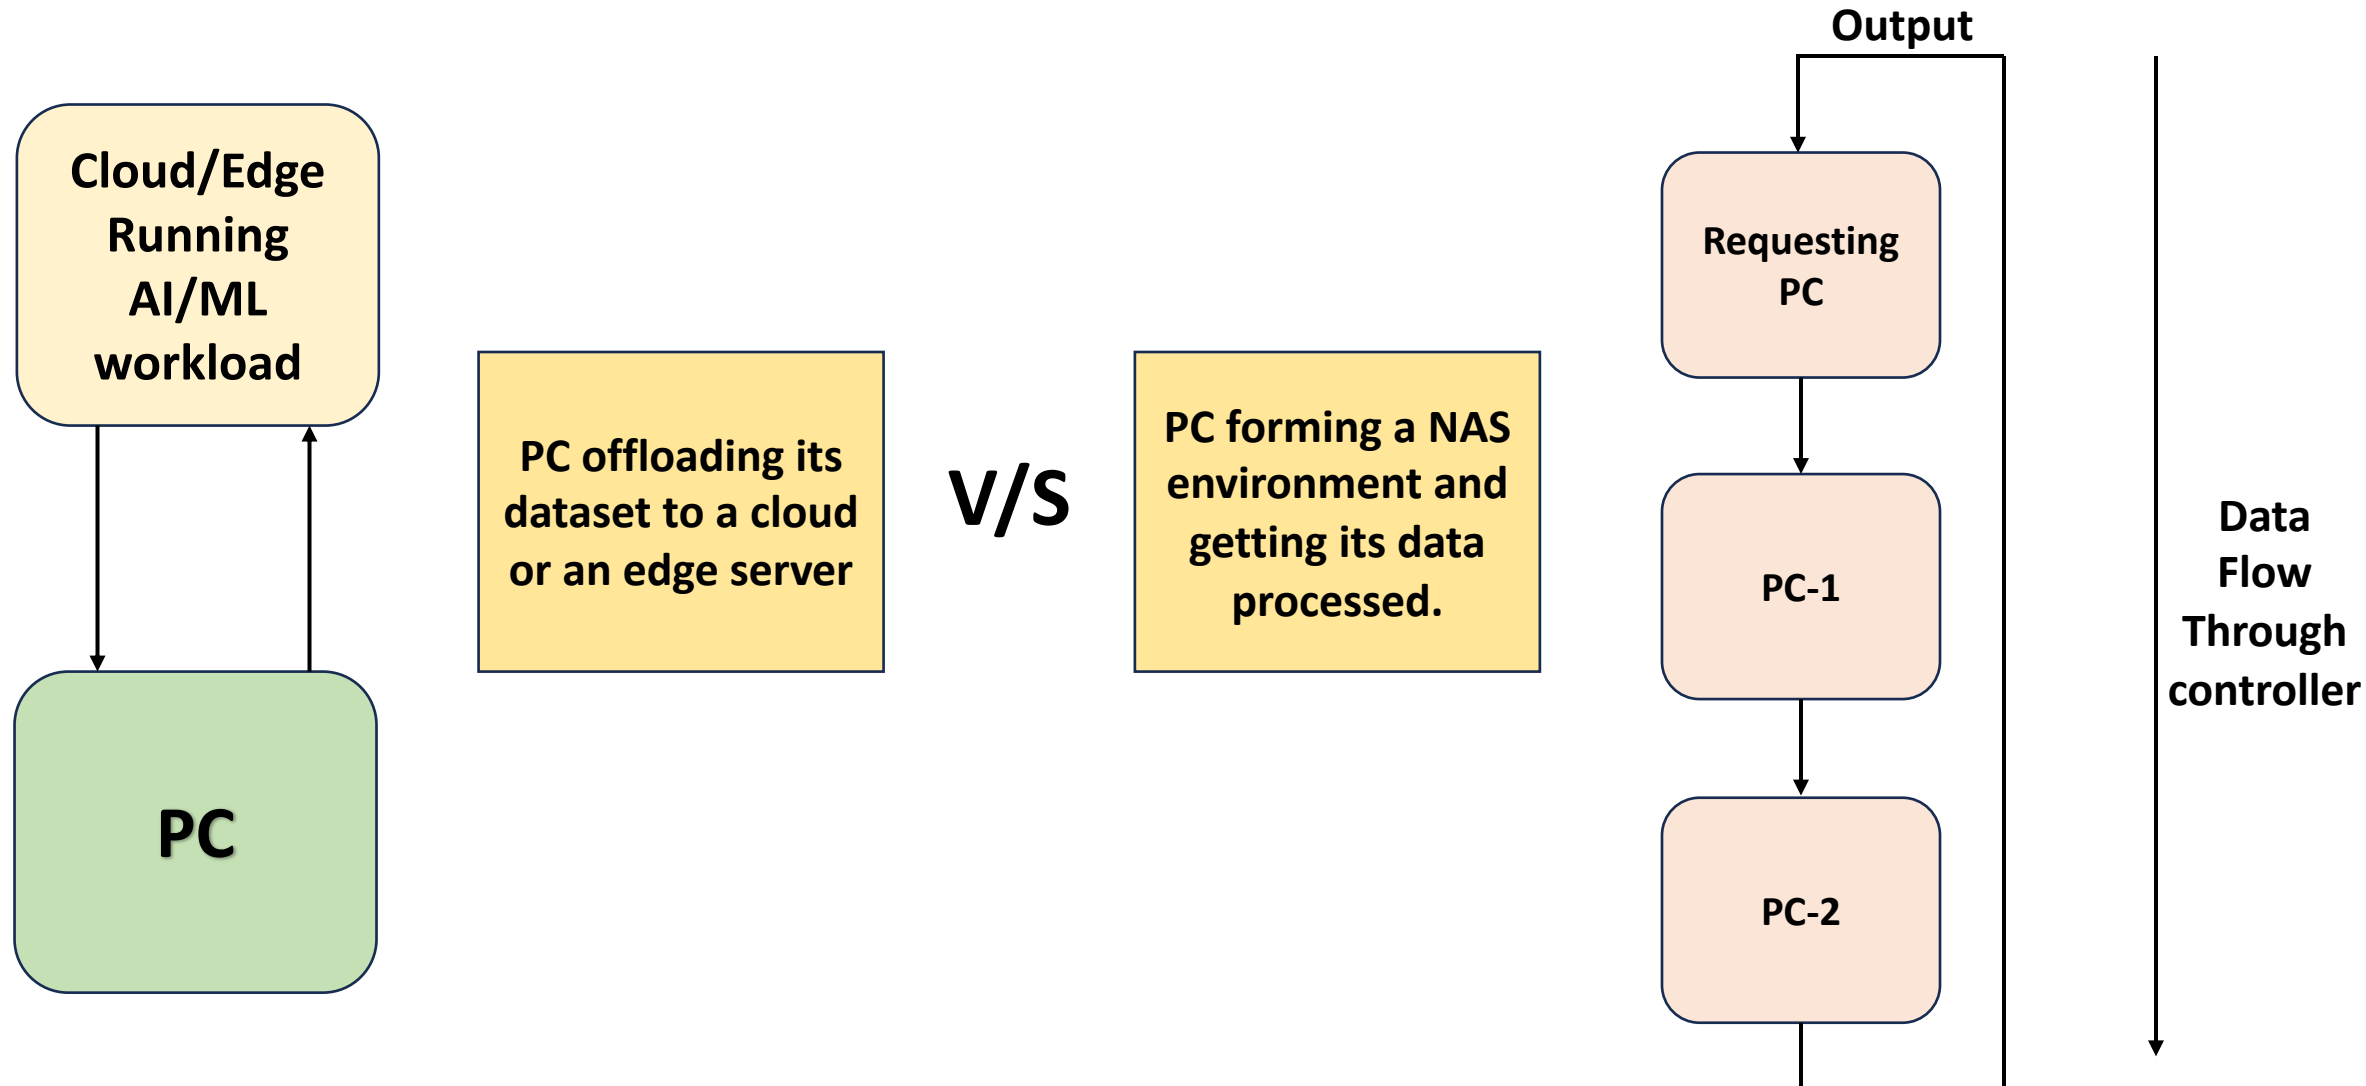 Cloud/Edge
Running
AI/ML
workload
PC
PC offloading its
dataset to a cloud
or an edge server
V/S
PC forming a NAS
environment and
getting its data
processed.
Output
Requesting
PC
PC-1
PC-2
Data
Flow
Through
controller